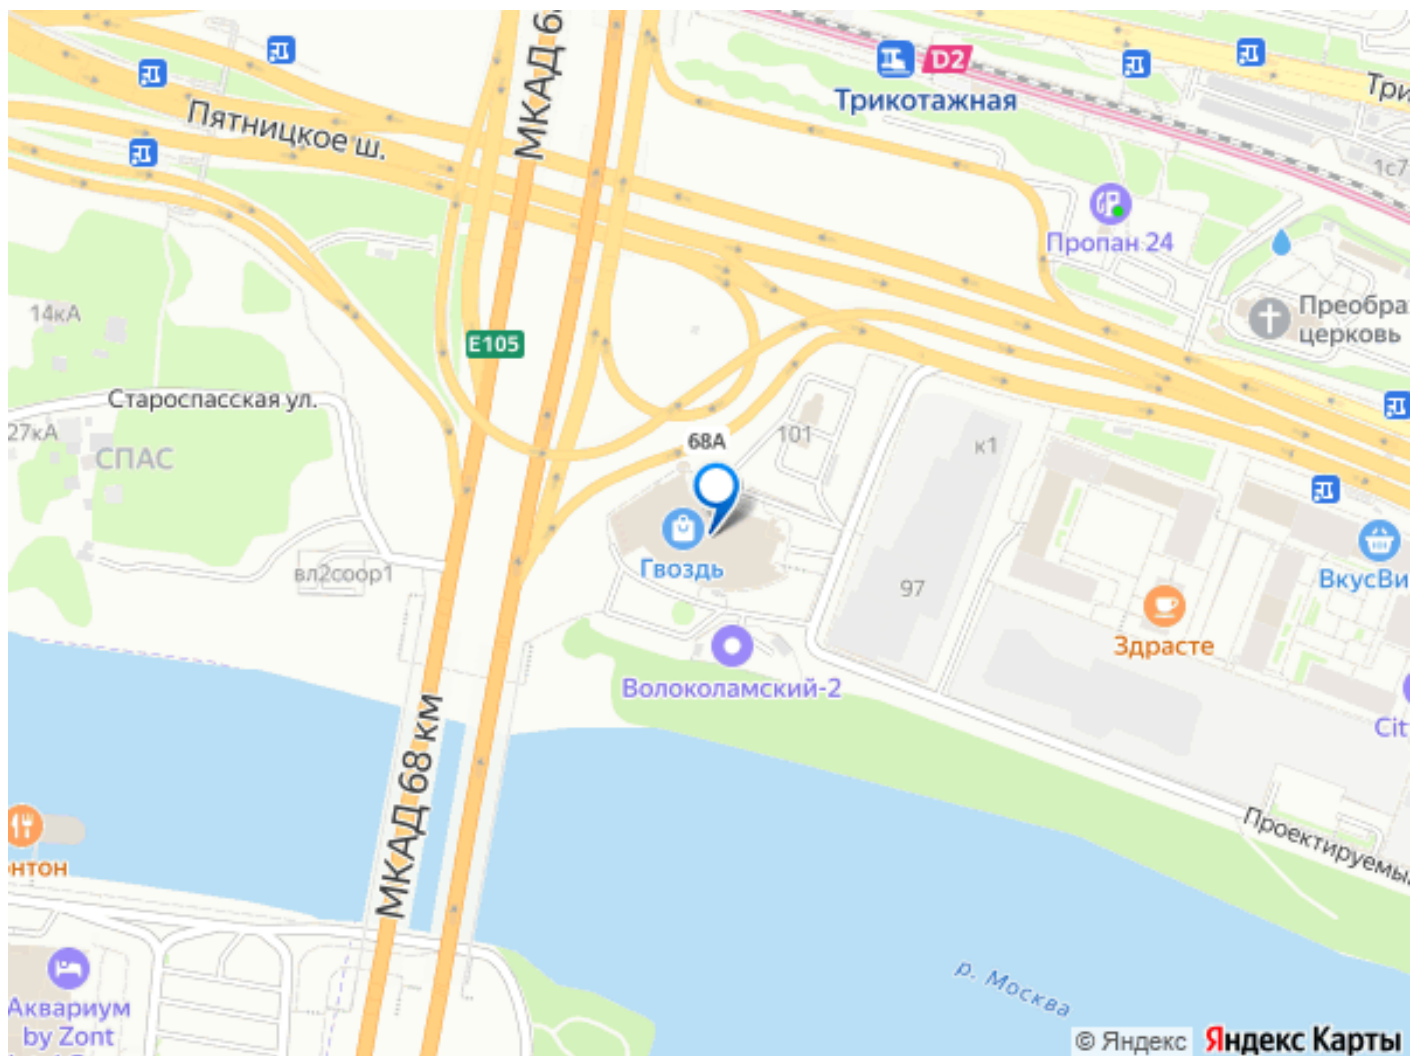 МКАД 68
D2
Трикотажная
Три
Пятницкое ш.
1с7
Пропан 24
14кА
Преобра
церковь
E105
Староспасская ул.
27кА
СПАС
68А
101
к1
Гвоздь
вл2соор1
97
ВкусВи
Здрасте
Волоколамский-2
МКАД 68 км
Cit
нтон
Проектируемы
р. Москва
Аквариум
by Zont
© Яндекс
Яндекс Карты